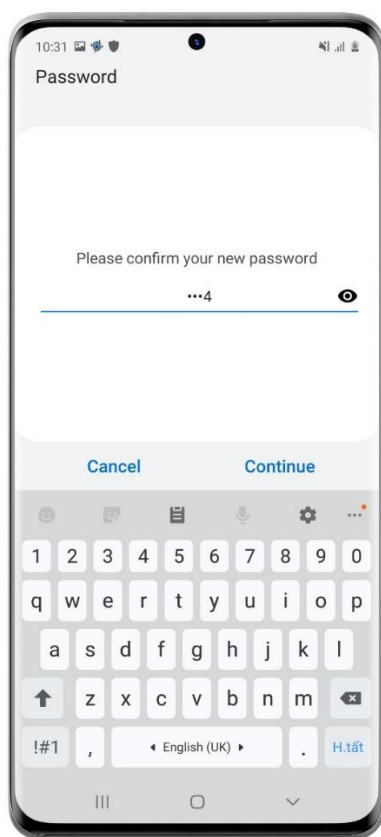 10:31
Password
Please confirm your new password
•••4
Cancel
Continue
1 2 3 4 5 6 7 8 9 0
q w e r t y u i o p
a s d f g h j k l
z x c v b n m
!#1 , English (UK) . H.tất